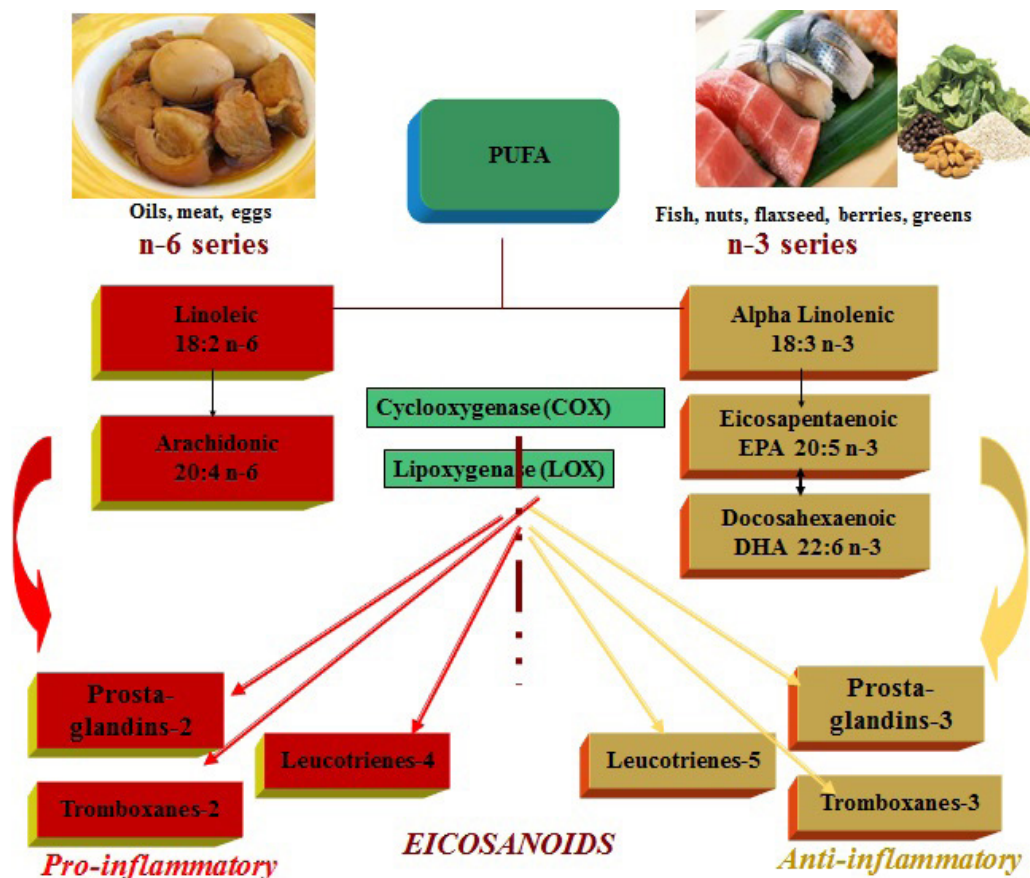 PUFA
Oils, meat, eggs
n-6 series
Fish, nuts, flaxseed, berries, greens
n-3 series
Linoleic
18:2 n-6
Alpha Linolenic
18:3 n-3
Cyclooxygenase (COX)
Arachidonic
20:4 n-6
Eicosapentaenoic
EPA 20:5 n-3
Lipoxygenase (LOX)
Docosahexaenoic
DHA 22:6 n-3
Prosta-
glandins-2
Prosta-
glandins-3
Leucotrienes-4
Leucotrienes-5
Tromboxanes-2
Tromboxanes-3
EICOSANOIDS
Pro-inflammatory
Anti-inflammatory